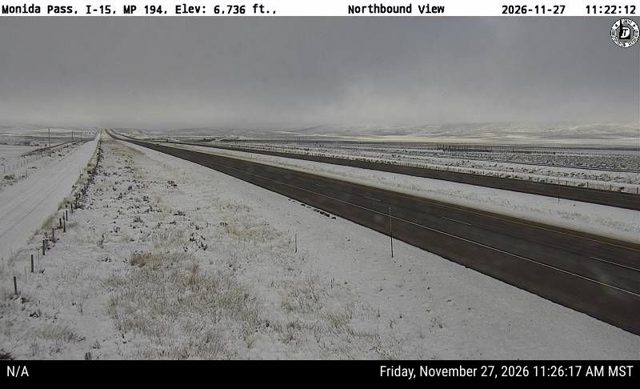 Monida Pass, I-15, MP 194, Elev: 6,736 ft., Northbound View 2026-11-27 11:22:12
N/A Friday, November 27, 2026 11:26:17 AM MST